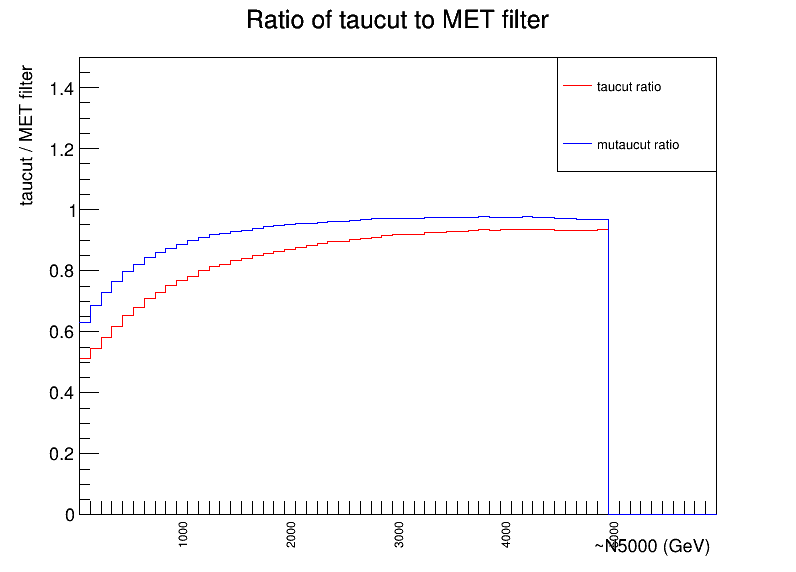 Ratio of taucut to MET filter
taucut / MET filter
taucut ratio
mutaucut ratio
1.4
1.2
1
0.8
0.6
0.4
0.2
0
1000
2000
3000
4000
5000
~N5000 (GeV)